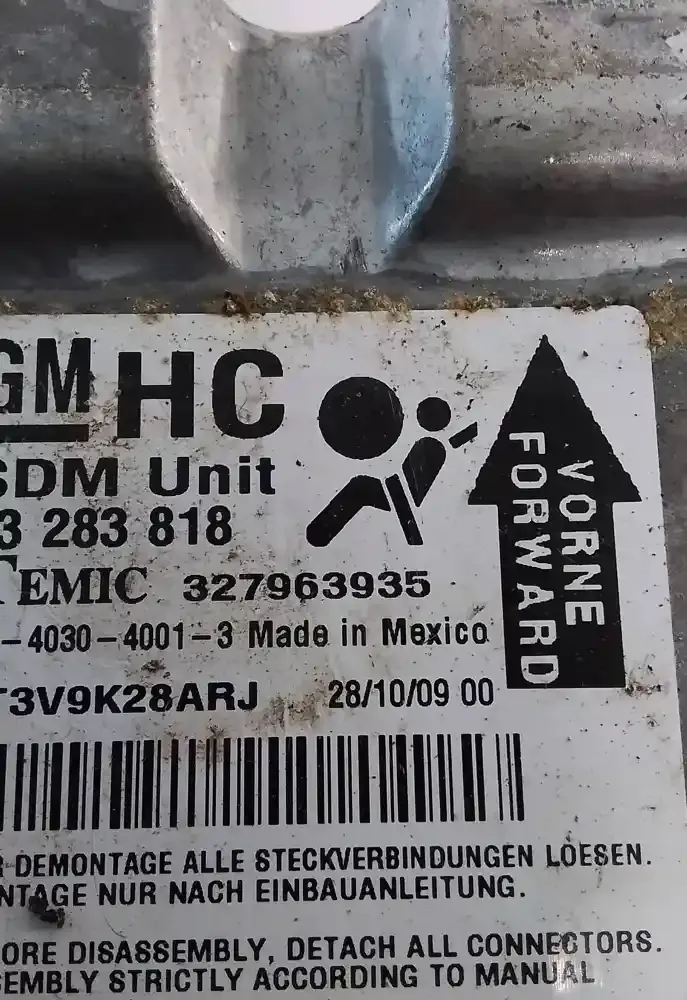 GM HC
SDM Unit
3 283 818
TEMIC 327963935
-4030-4001-3 Made in Mexico
T3V9K28ARJ 28/10/09 00
VORNE
FORWARD
DEMONTAGE ALLE STECKVERBINDUNGEN LOESEN.
NTAGE NUR NACH EINBAUANLEITUNG.
ORE DISASSEMBLY, DETACH ALL CONNECTORS.
SEMBLY STRICTLY ACCORDING TO MANUAL